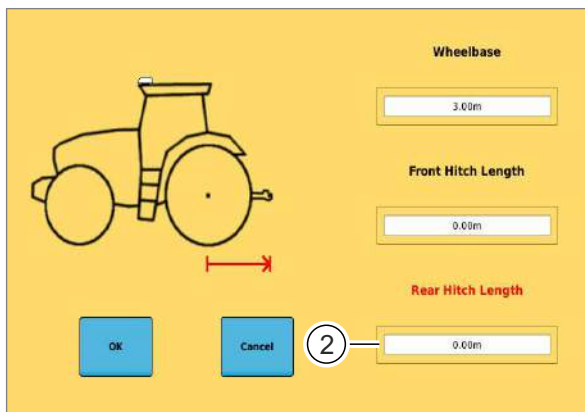 Wheelbase
3.00m
Front Hitch Length
0.00m
Rear Hitch Length
OK
Cancel
2
0.00m